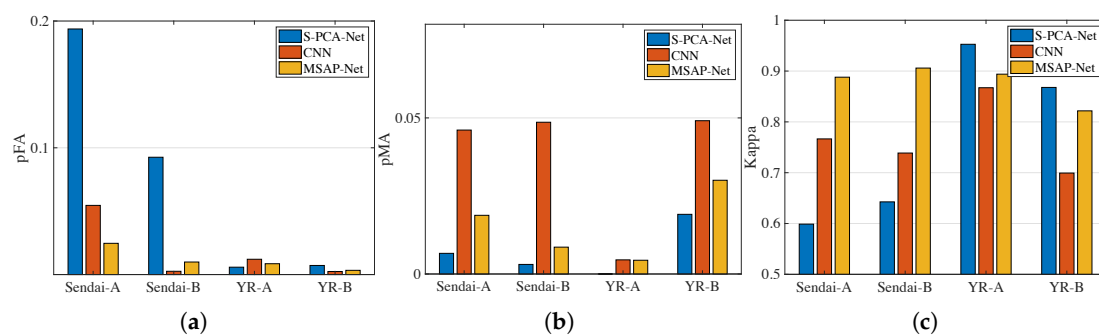 0.2
0.1
pFA
S-PCA-Net
CNN
MSAP-Net
Sendai-A
Sendai-B
YR-A
YR-B
(a)
0.05
0
pMA
S-PCA-Net
CNN
MSAP-Net
Sendai-A
Sendai-B
YR-A
YR-B
(b)
1
0.9
0.8
0.7
0.6
0.5
Kappa
S-PCA-Net
CNN
MSAP-Net
Sendai-A
Sendai-B
YR-A
YR-B
(c)